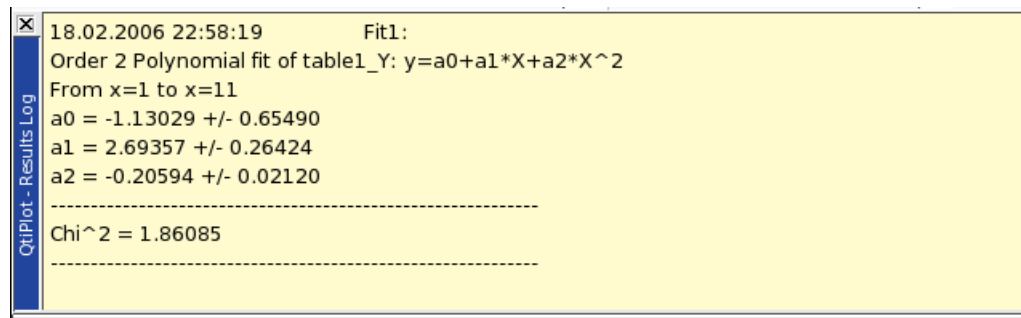 18.02.2006 22:58:19 Fit1:
Order 2 Polynomial fit of table1_Y: y=a0+a1*X+a2*X^2
From x=1 to x=11
a0 = -1.13029 +/- 0.65490
a1 = 2.69357 +/- 0.26424
a2 = -0.20594 +/- 0.02120
-------------------------------------------------------------
Chi^2 = 1.86085
-------------------------------------------------------------
QtiPlot - Results Log